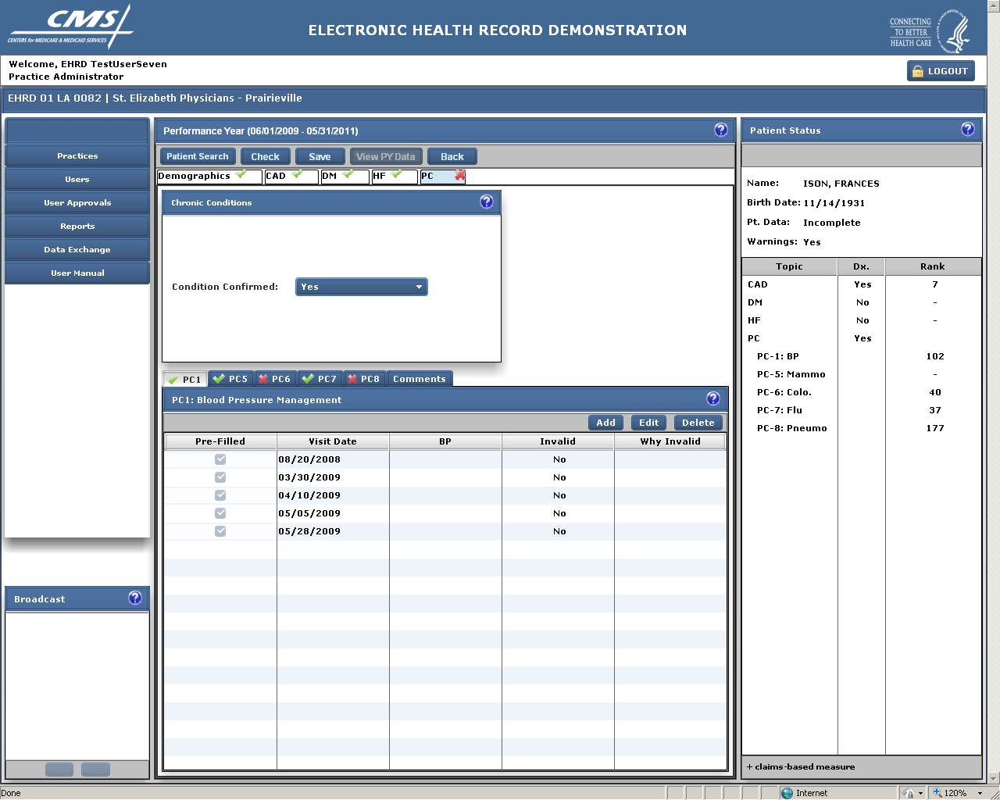 CMS
CENTERS for MEDICARE & MEDICAID SERVICES
ELECTRONIC HEALTH RECORD DEMONSTRATION
CONNECTING
TO BETTER
HEALTH CARE
Welcome, EHRD TestUserSeven
Practice Administrator
LOGOUT
EHRD 01 LA 0082 | St. Elizabeth Physicians - Prairieville
Practices
Users
User Approvals
Reports
Data Exchange
User Manual
Broadcast
Performance Year (06/01/2009 - 05/31/2011)
Patient Search Check Save View PY Data Back
Demographics CAD DM HF PC
Chronic Conditions
Condition Confirmed: Yes
PC1 PC5 PC6 PC7 PC8 Comments
PC1: Blood Pressure Management
Add Edit Delete
Pre-Filled Visit Date BP Invalid Why Invalid
08/20/2008 No
03/30/2009 No
04/10/2009 No
05/05/2009 No
05/28/2009 No
Patient Status
Name: ISON, FRANCES
Birth Date: 11/14/1931
Pt. Data: Incomplete
Warnings: Yes
Topic Dx. Rank
CAD Yes 7
DM No -
HF No -
PC Yes
PC-1: BP 102
PC-5: Mammo -
PC-6: Colo. 40
PC-7: Flu 37
PC-8: Pneumo 177
+ claims-based measure
Done Internet 120%